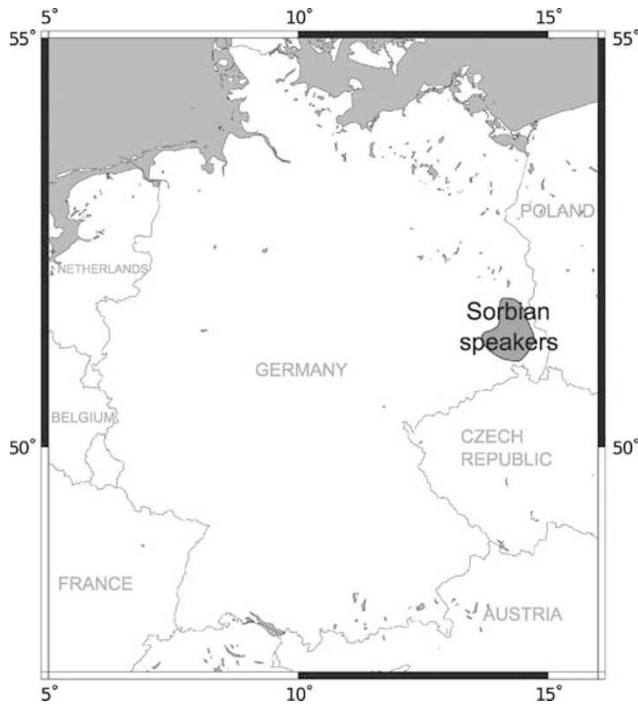 5°
10°
15°
55°
55°
POLAND
NETHERLANDS
Sorbian
speakers
GERMANY
BELGIUM
CZECH
REPUBLIC
50°
50°
FRANCE
AUSTRIA
5°
10°
15°